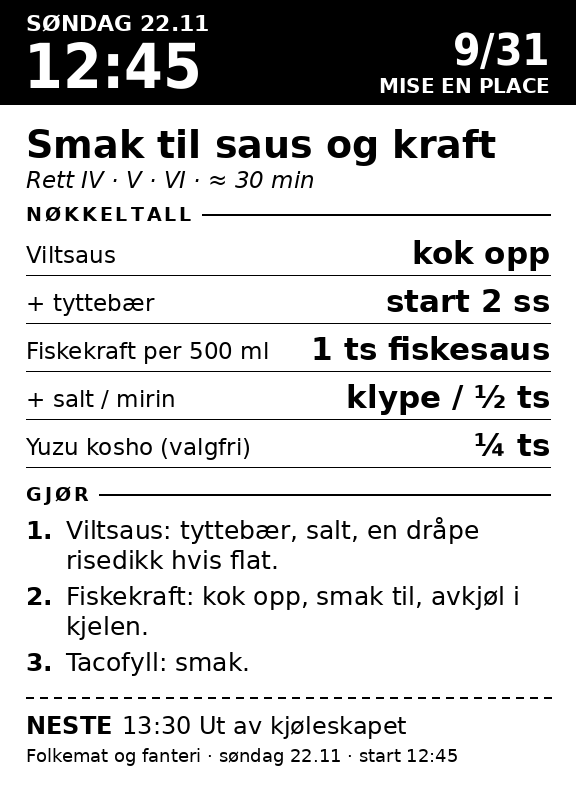 SØNDAG 22.11
12:45
9/31
MISE EN PLACE
Smak til saus og kraft
Rett IV · V · VI · ≈ 30 min
NØKKELTALL
Viltsaus kok opp
+ tyttebær start 2 ss
Fiskekraft per 500 ml 1 ts fiskesaus
+ salt / mirin klype / ½ ts
Yuzu kosho (valgfri) ¼ ts
GJØR
1. Viltsaus: tyttebær, salt, en dråpe
risedikk hvis flat.
2. Fiskekraft: kok opp, smak til, avkjøl i
kjelen.
3. Tacofyll: smak.
NESTE 13:30 Ut av kjøleskapet
Folkemat og fanteri · søndag 22.11 · start 12:45